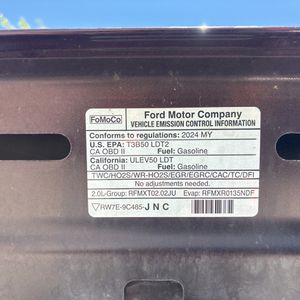 FoMoCo
Ford Motor Company
VEHICLE EMISSION CONTROL INFORMATION
Conforms to regulations: 2024 MY
U.S. EPA: T3B50 LDT2
CA OBD II Fuel: Gasoline
California: ULEV50 LDT
CA OBD II Fuel: Gasoline
TWC/HO2S/WR-HO2S/EGR/EGRC/CAC/TC/DFI
No adjustments needed.
2.0L-Group: RFMXT02.02JU Evap: RFMXR0135NDF
RW7E-9C485-JNC